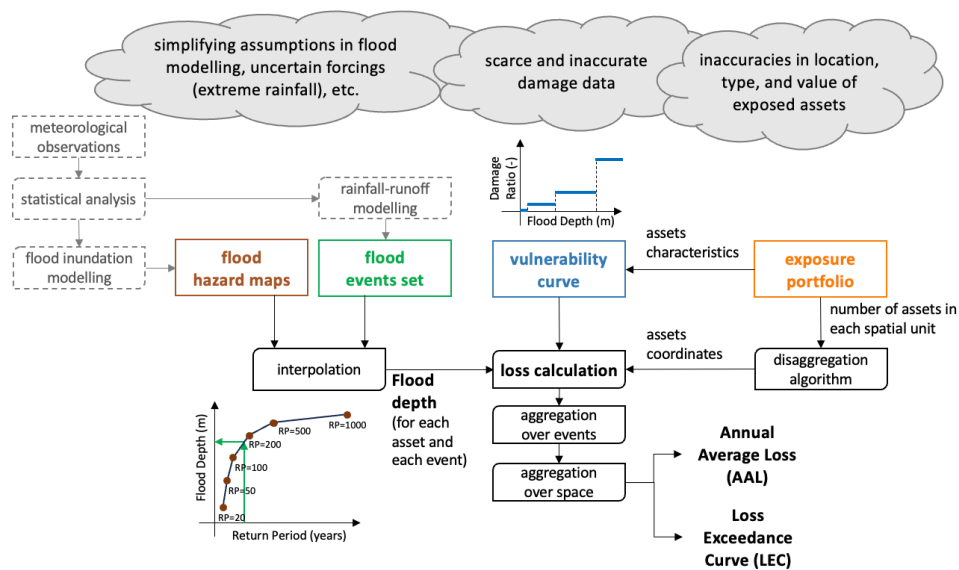 simplifying assumptions in flood
modelling, uncertain forcings
(extreme rainfall), etc.
scarce and inaccurate
damage data
inaccuracies in location,
type, and value of
exposed assets
meteorological
observations
statistical analysis
rainfall-runoff
modelling
flood inundation
modelling
flood
hazard maps
flood
events set
Damage
Ratio (-)
Flood Depth (m)
vulnerability
curve
assets
characteristics
exposure
portfolio
number of assets in
each spatial unit
interpolation
Flood
depth
(for each
asset and
each event)
loss calculation
assets
coordinates
disaggregation
algorithm
aggregation
over events
aggregation
over space
Annual
Average Loss
(AAL)
Loss
Exceedance
Curve (LEC)
Flood Depth (m)
RP=20
RP=50
RP=100
RP=200
RP=500
RP=1000
Return Period (years)